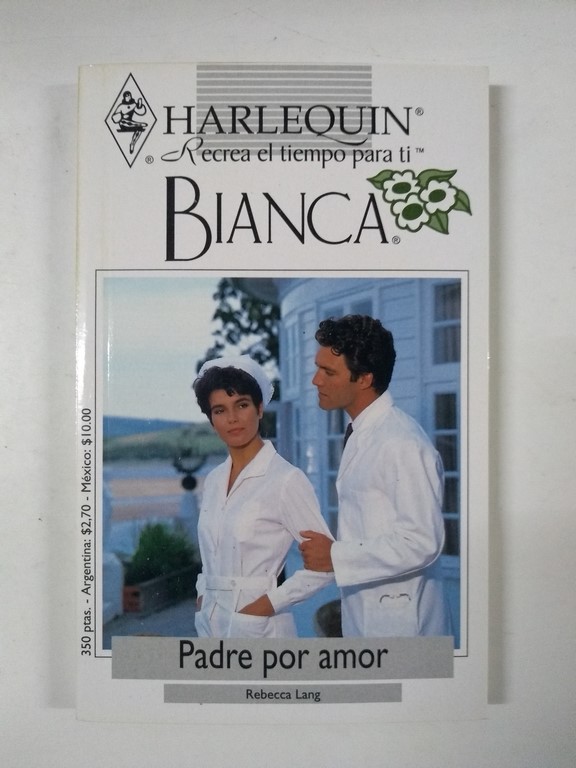 HARLEQUIN®
® Recrea el tiempo para ti™
BIANCA®
350 ptas. - Argentina: $2,70 - México: $10.00
Padre por amor
Rebecca Lang